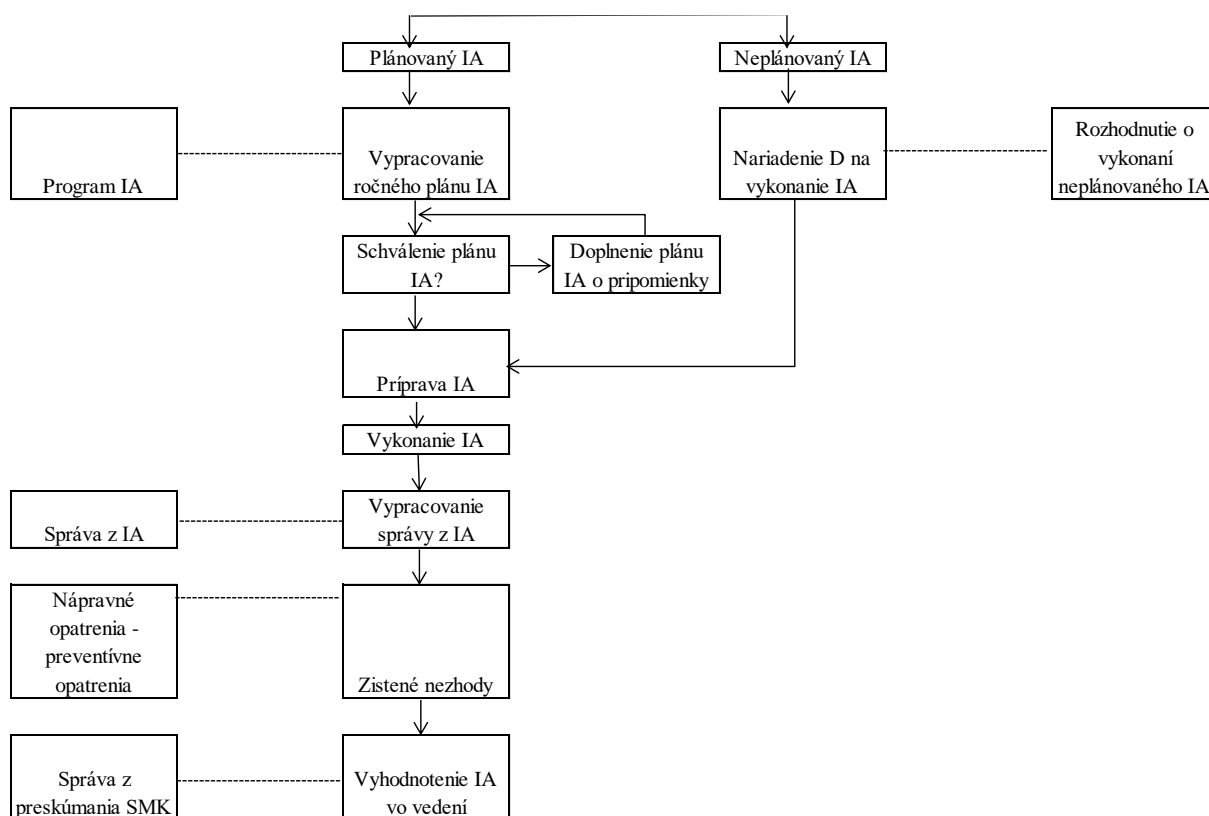 Plánovaný IA
Neplánovaný IA
Program IA
Vypracovanie
ročného plánu IA
Nariadenie D na
vykonanie IA
Rozhodnutie o
vykonaní
neplánovaného IA
Schválenie plánu
IA?
Doplnenie plánu
IA o pripomienky
Príprava IA
Vykonanie IA
Správa z IA
Vypracovanie
správy z IA
Nápravné
opatrenia -
preventívne
opatrenia
Zistené nezhody
Správa z
preskúmania SMK
Vyhodnotenie IA
vo vedení